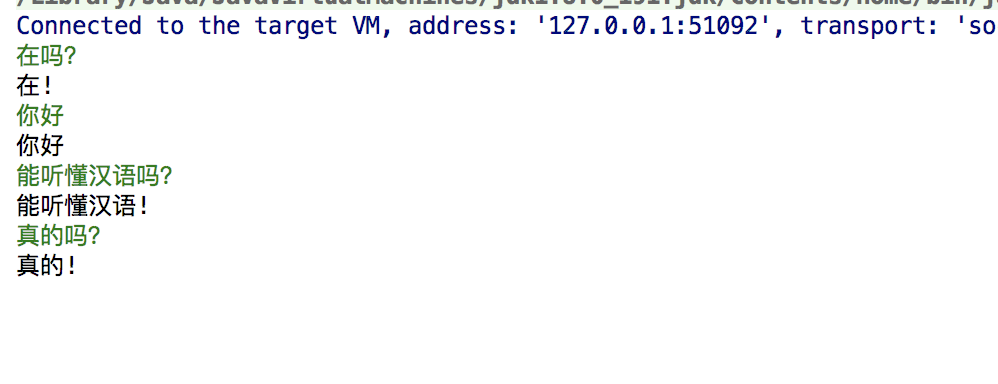 Connected to the target VM, address: '127.0.0.1:51092', transport: 'so
在吗?
在!
你好
你好
能听懂汉语吗?
能听懂汉语!
真的吗?
真的!